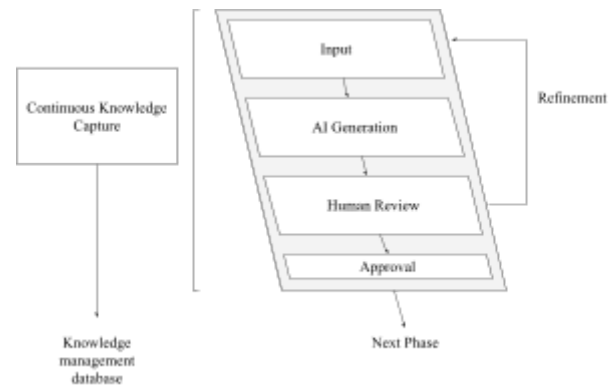 Input
Continuous Knowledge
Capture
Refinement
AI Generation
Human Review
Approval
Knowledge
management
database
Next Phase